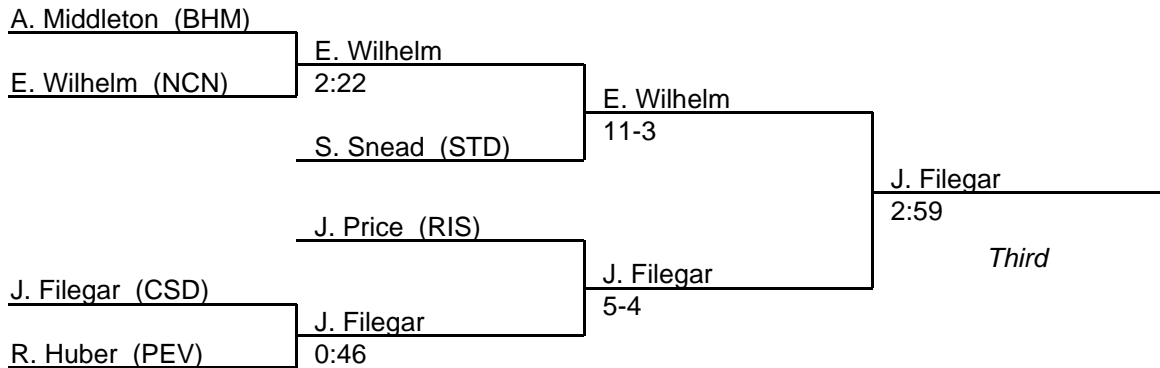 A. Middleton (BHM)
E. Wilhelm
E. Wilhelm (NCN)
2:22
E. Wilhelm
11-3
S. Snead (STD)
J. Filegar
2:59
J. Price (RIS)
Third
J. Filegar
J. Filegar (CSD)
5-4
J. Filegar
R. Huber (PEV)
0:46